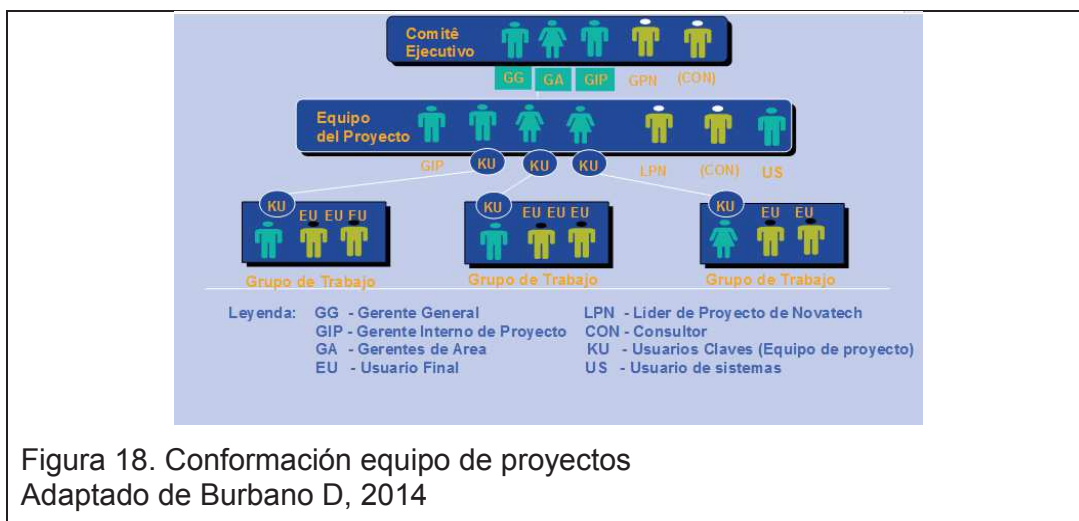 Comitê
Ejecutivo
GG GA GIP GPN (CON)
Equipo
del Proyecto
GIP KU KU KU LPN (CON) US
KU EU EU EU KU EU EU EU KU EU EU
Grupo de Trabajo Grupo de Trabajo Grupo de Trabajo
Leyenda: GG - Gerente General LPN - Lider de Proyecto de Novatech
GIP - Gerente Interno de Proyecto CON - Consultor
GA - Gerentes de Area KU - Usuarios Claves (Equipo de proyecto)
EU - Usuario Final US - Usuario de sistemas
Figura 18. Conformación equipo de proyectos
Adaptado de Burbano D, 2014